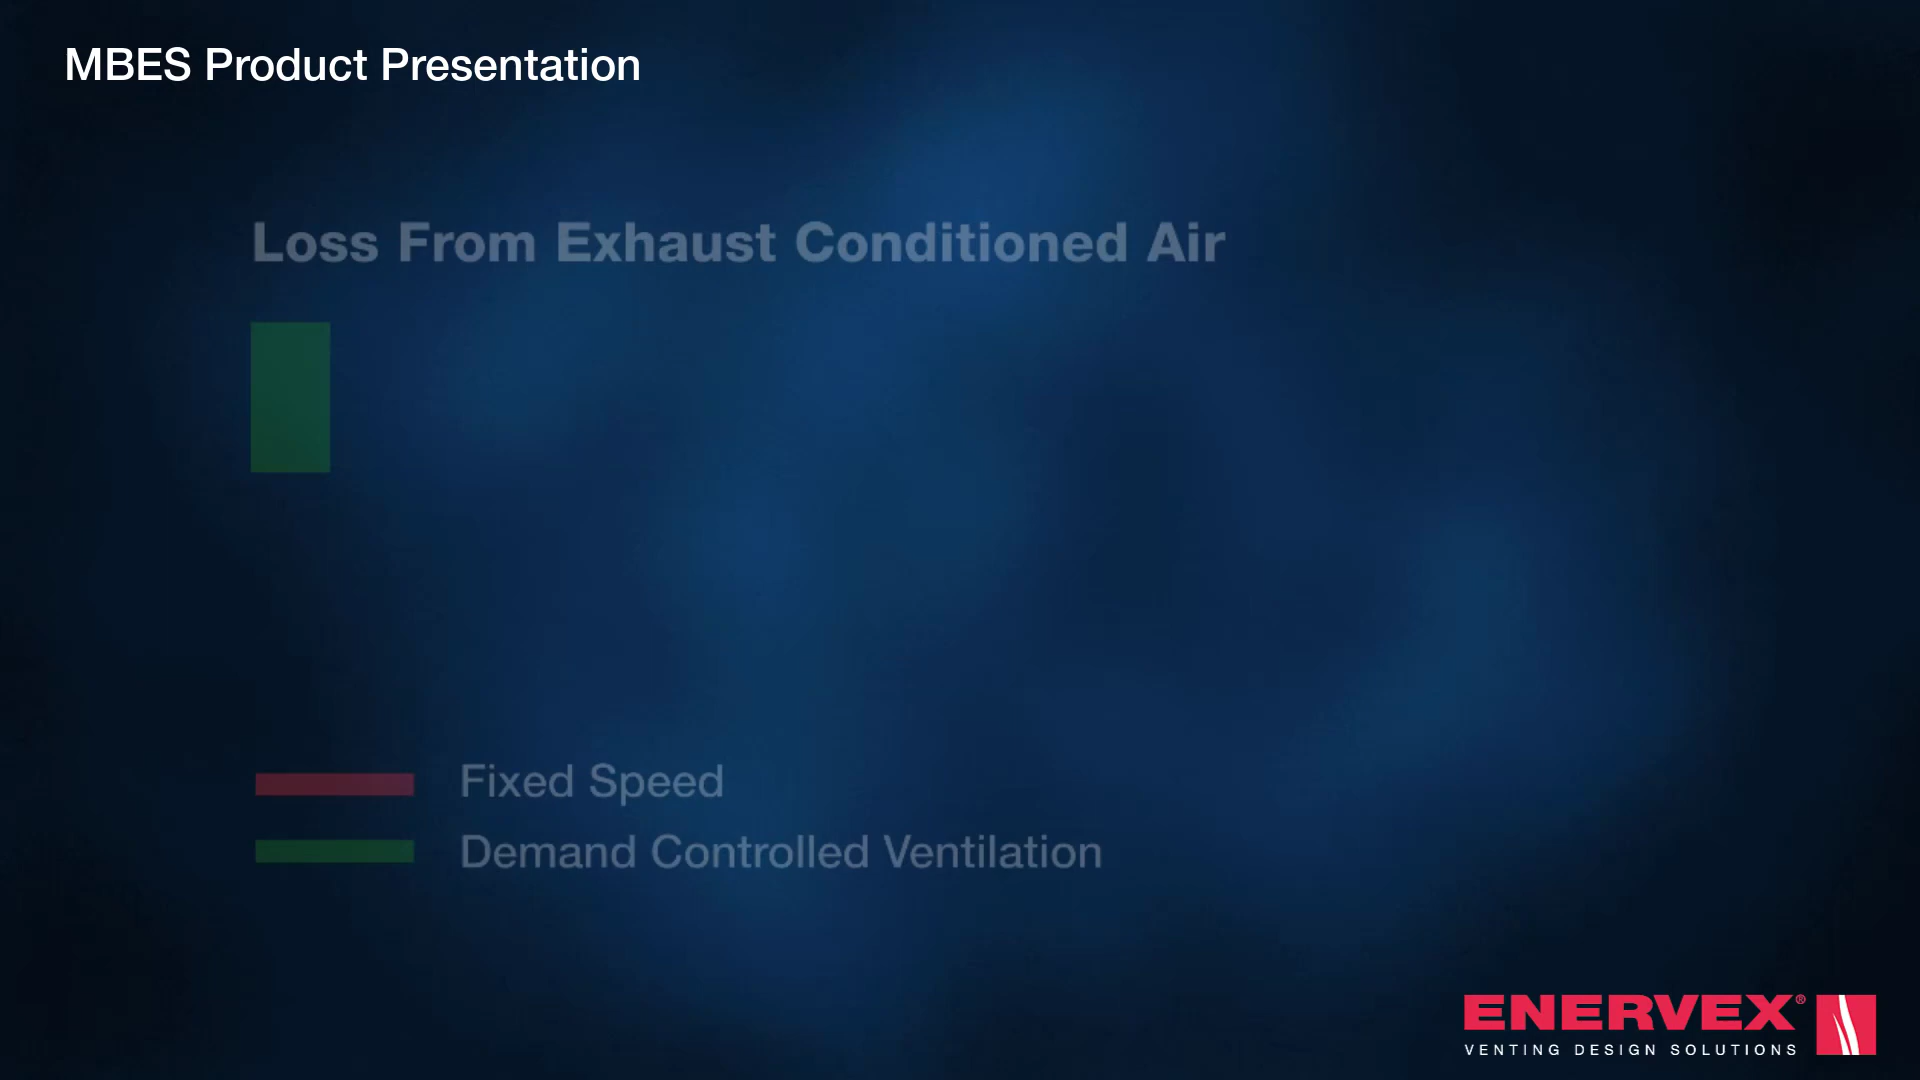 MBES Product Presentation
Loss From Exhaust Conditioned Air
Fixed Speed
Demand Controlled Ventilation
ENERVEX®
VENTING DESIGN SOLUTIONS